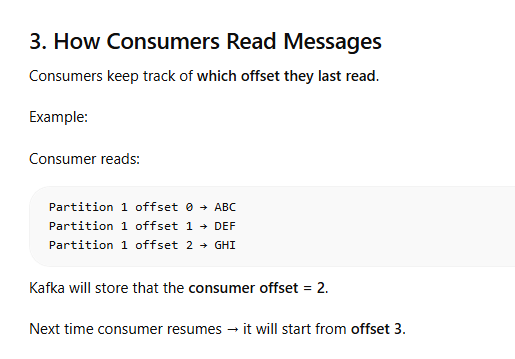 3. How Consumers Read Messages
Consumers keep track of which offset they last read.
Example:
Consumer reads:
Partition 1 offset 0 → ABC
Partition 1 offset 1 → DEF
Partition 1 offset 2 → GHI
Kafka will store that the consumer offset = 2.
Next time consumer resumes → it will start from offset 3.